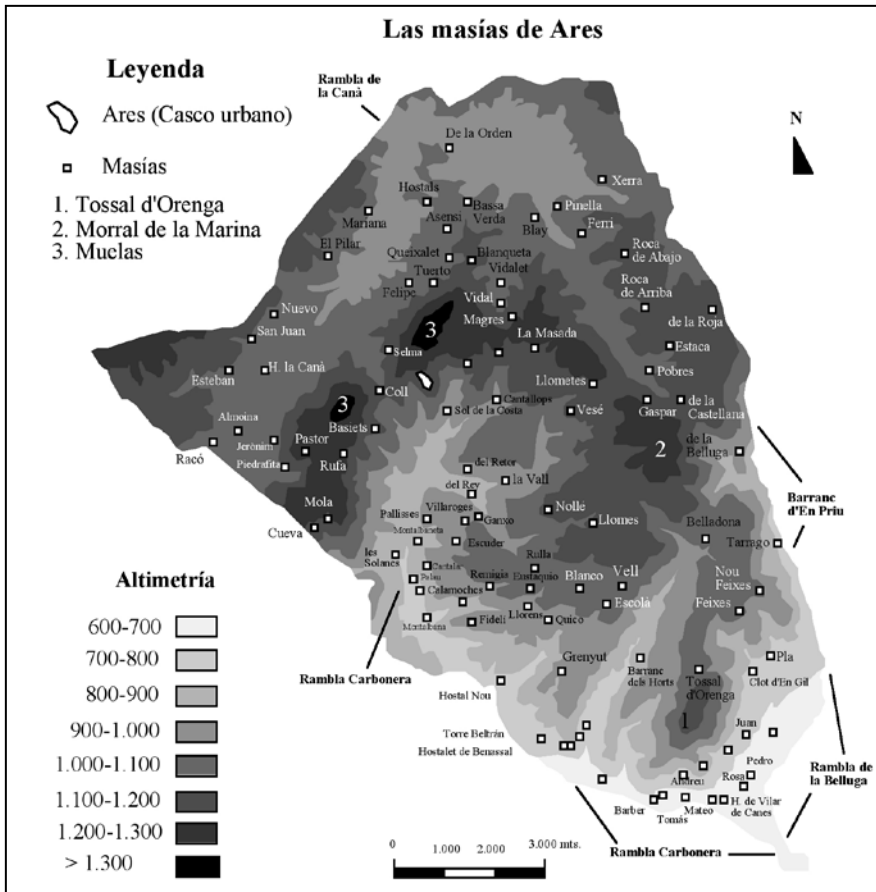 Las masías de Ares
Leyenda
Ares (Casco urbano)
Masías
1. Tossal d'Orenga
2. Morral de la Marina
3. Muclas
Rambla de
la Canà
N
De la Orden
Xerra
Hostals
Bassa
Verda
Pinella
Mariana
Asensi
Blay
Ferri
El Pilar
Queixalet
Blanqueta
Roca
de Abajo
Tuerto
Vidalet
Felipe
Vidal
Roca
de Arriba
Nuevo
Magres
de la Roja
3
San Juan
La Masada
Selma
Estaca
Esteban
H. la Canà
Pobres
Coll
Llometes
Cantallops
3
Sol de la Costa
Vesé
Gaspar
de la
Castellana
Almoina
Basiets
Jerònim
Pastor
2
de la
Belluga
Racó
Piedrafita
Rufa
del Retor
la Vall
del Rey
Barranc
d'En Priu
Mola
Villaroges
Nollé
Pallisses
Ganxo
Llomes
Cueva
Montalbaneta
Escuder
Belladona
Tarrago
les
Solanes
Cantala
Rulla
Palau
Remigia
Eustaquio
Blanco
Vell
Nou
Feixes
Calamoches
Escolà
Feixes
Llorens
Montalbana
Fideli
Quico
Altimetría
600-700
700-800
800-900
900-1.000
1.000-1.100
1.100-1.200
1.200-1.300
> 1.300
Rambla Carbonera
Grenyut
Barranc
dels Horts
Pla
Tossal
d'Orenga
Clot d'En Gil
Hostal Nou
1
Torre Beltrán
Juan
Hostalet de Benassal
Rambla de
la Belluga
Pedro
Andreu
Rosa
Barber
Mateo
H. de Vilar
de Canes
Tomás
Rambla Carbonera
0 1.000 2.000 3.000 mts.